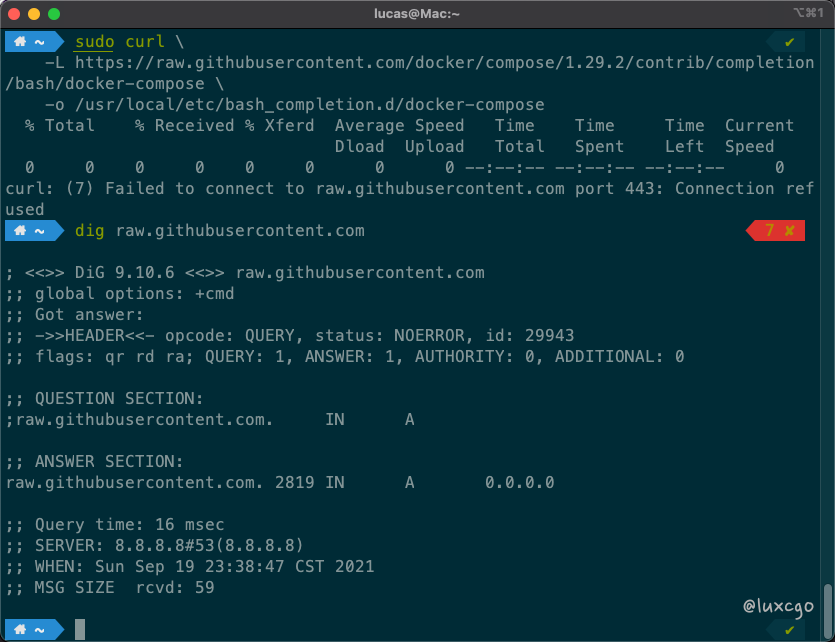 lucas@Mac:~ ⌥⌘1
~ sudo curl \ ✔
-L https://raw.githubusercontent.com/docker/compose/1.29.2/contrib/completion
/bash/docker-compose \
-o /usr/local/etc/bash_completion.d/docker-compose
% Total % Received % Xferd Average Speed Time Time Time Current
Dload Upload Total Spent Left Speed
0 0 0 0 0 0 0 0 --:--:-- --:--:-- --:--:-- 0
curl: (7) Failed to connect to raw.githubusercontent.com port 443: Connection ref
used
~ dig raw.githubusercontent.com 7 ✘
; <<>> DiG 9.10.6 <<>> raw.githubusercontent.com
;; global options: +cmd
;; Got answer:
;; ->>HEADER<<- opcode: QUERY, status: NOERROR, id: 29943
;; flags: qr rd ra; QUERY: 1, ANSWER: 1, AUTHORITY: 0, ADDITIONAL: 0
;; QUESTION SECTION:
;raw.githubusercontent.com. IN A
;; ANSWER SECTION:
raw.githubusercontent.com. 2819 IN A 0.0.0.0
;; Query time: 16 msec
;; SERVER: 8.8.8.8#53(8.8.8.8)
;; WHEN: Sun Sep 19 23:38:47 CST 2021
;; MSG SIZE rcvd: 59
@luxcgo
~ ✔